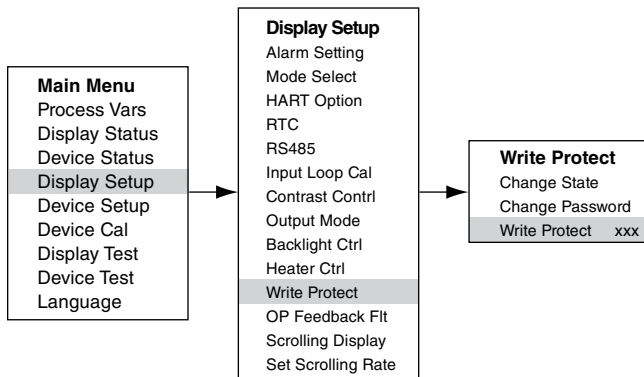 Main Menu
Process Vars
Display Status
Device Status
Display Setup
Device Setup
Device Cal
Display Test
Device Test
Language
Display Setup
Alarm Setting
Mode Select
HART Option
RTC
RS485
Input Loop Cal
Contrast Contrl
Output Mode
Backlight Ctrl
Heater Ctrl
Write Protect
OP Feedback Flt
Scrolling Display
Set Scrolling Rate
Write Protect
Change State
Change Password
Write Protect xxx